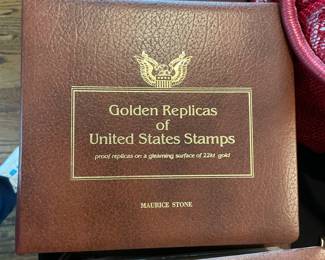 Golden Replicas
of
United States Stamps
proof replicas on a gleaming surface of 22kt gold
MAURICE STONE